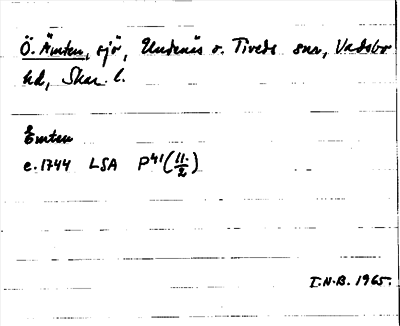 Ö. Ämten, sjö, Undenäs o. Tiveds snr, Vadsbo
hd, Skar. l.
Emten
e. 1744 LSA P41 (11/2)
I.N-B. 1965.